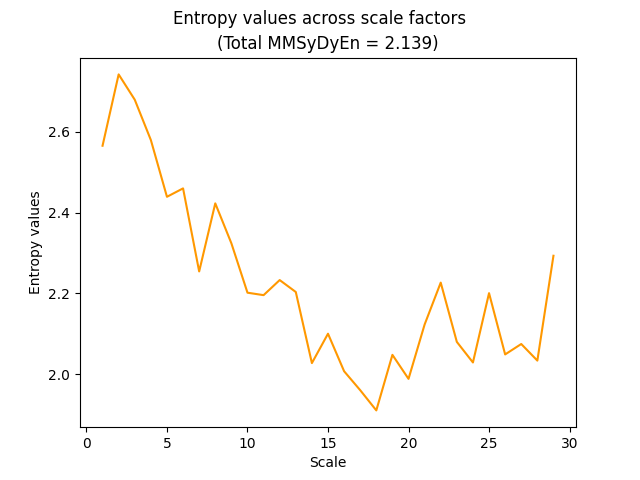 Entropy values across scale factors
(Total MMSyDyEn = 2.139)
Entropy values
2.6
2.4
2.2
2.0
0 5 10 15 20 25 30
Scale